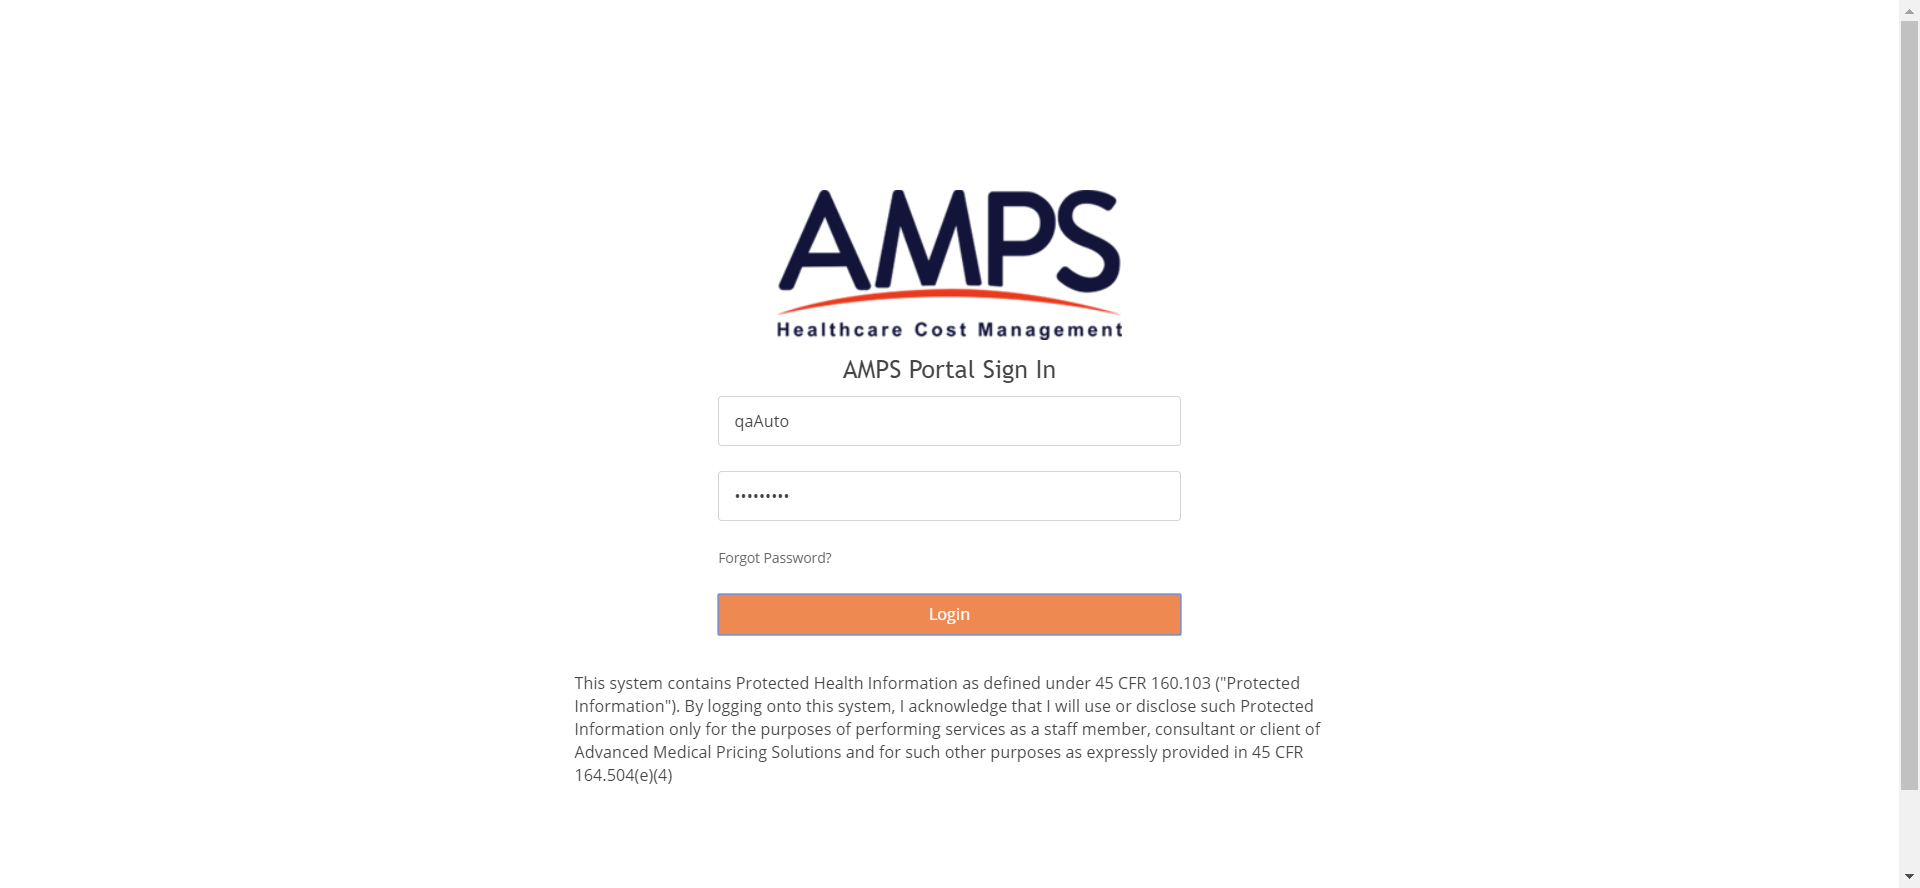 AMPS
Healthcare Cost Management
AMPS Portal Sign In
qaAuto
•••••••••
Forgot Password?
Login
This system contains Protected Health Information as defined under 45 CFR 160.103 ("Protected
Information"). By logging onto this system, I acknowledge that I will use or disclose such Protected
Information only for the purposes of performing services as a staff member, consultant or client of
Advanced Medical Pricing Solutions and for such other purposes as expressly provided in 45 CFR
164.504(e)(4)